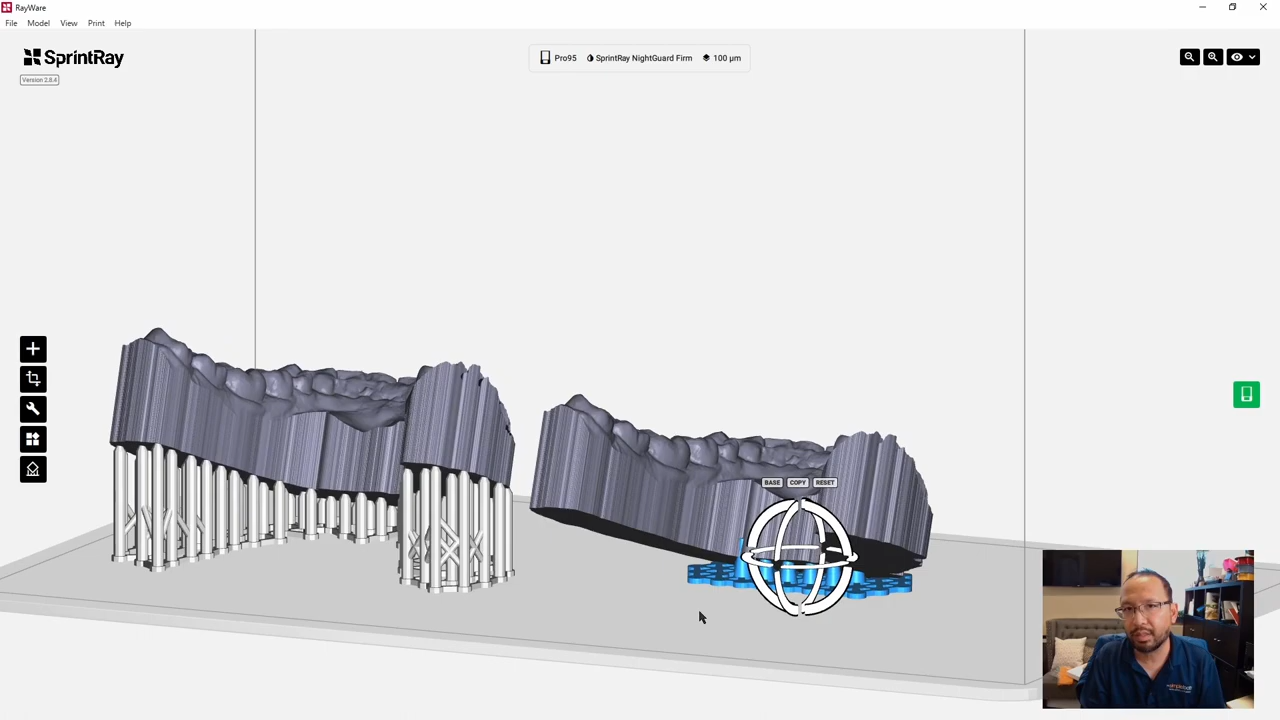 RayWare
File Model View Print Help
SprintRay
Version 2.8.4
Pro95 SprintRay NightGuard Firm 100 μm
BASE COPY RESET